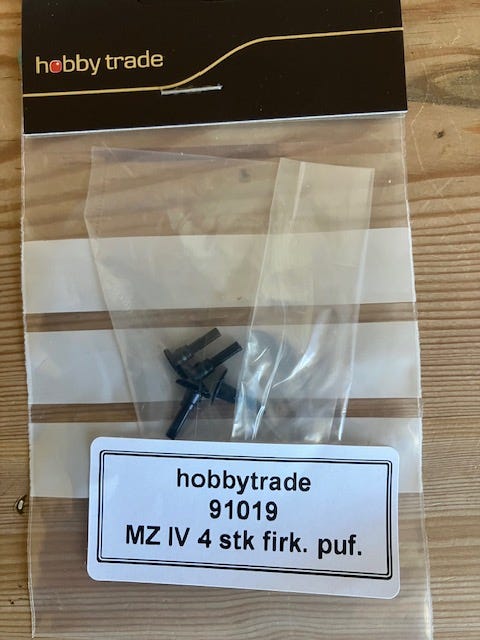 hobby trade
hobbytrade
91019
MZ IV 4 stk firk. puf.